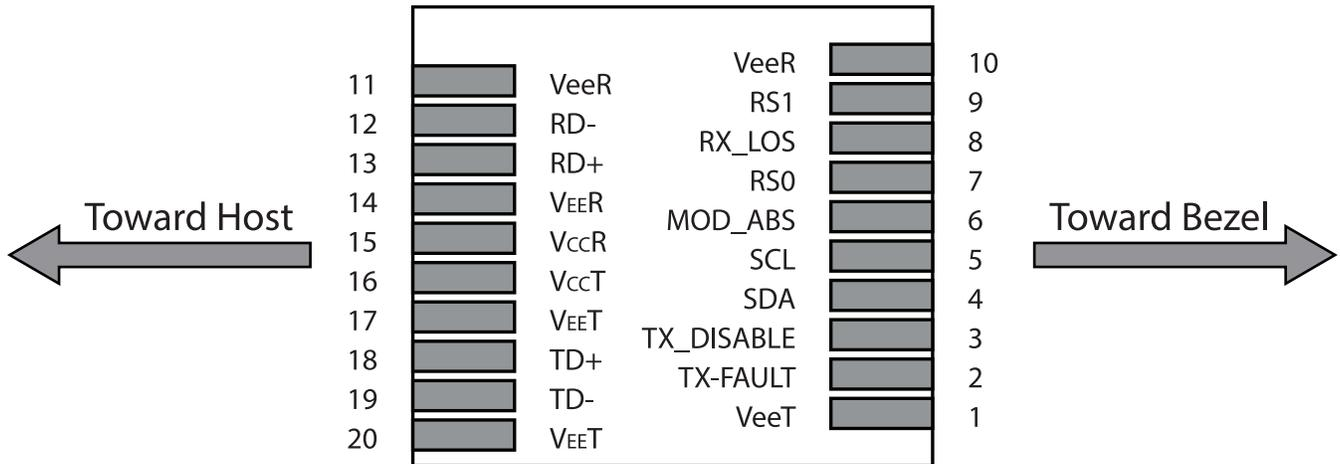 VeeR 10
11 VeeR
RS1 9
12 RD-
RX_LOS 8
13 RD+
RS0 7
14 VEER
Toward Host
MOD_ABS 6
Toward Bezel
15 VCCR
SCL 5
16 VCCT
SDA 4
17 VEET
TX_DISABLE 3
18 TD+
TX-FAULT 2
19 TD-
VeeT 1
20 VEET